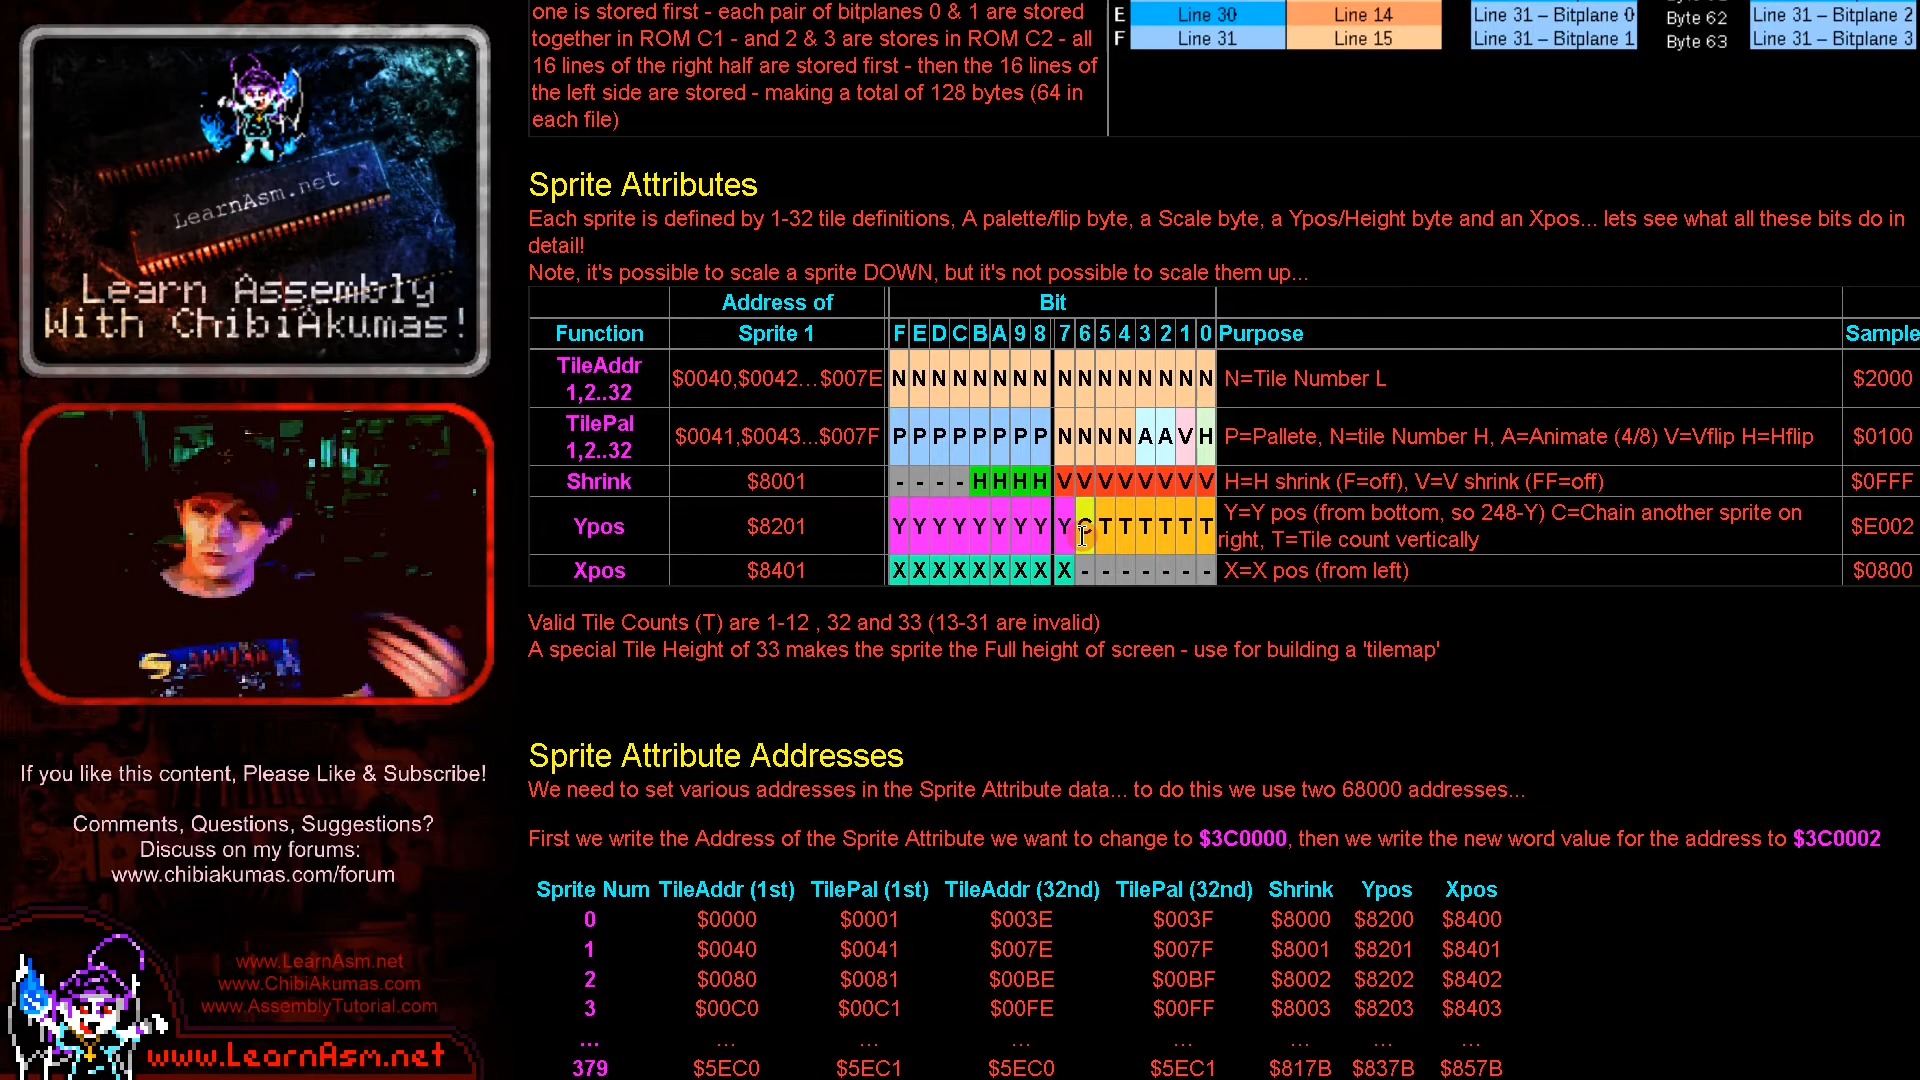 one is stored first - each pair of bitplanes 0 & 1 are stored
together in ROM C1 - and 2 & 3 are stores in ROM C2 - all
16 lines of the right half are stored first - then the 16 lines of
the left side are stored - making a total of 128 bytes (64 in
each file)
E Line 30 Line 14 Line 31 – Bitplane 0 Byte 62 Line 31 – Bitplane 2
F Line 31 Line 15 Line 31 – Bitplane 1 Byte 63 Line 31 – Bitplane 3
LearnAsm.net
Learn Assembly
With ChibiAkumas!
Sprite Attributes
Each sprite is defined by 1-32 tile definitions, A palette/flip byte, a Scale byte, a Ypos/Height byte and an Xpos... lets see what all these bits do in
detail!
Note, it's possible to scale a sprite DOWN, but it's not possible to scale them up...
Address of Bit
Function Sprite 1 F E D C B A 9 8 7 6 5 4 3 2 1 0 Purpose Sample
TileAddr
1,2..32 $0040,$0042...$007E N N N N N N N N N N N N N N N N N=Tile Number L $2000
TilePal
1,2..32 $0041,$0043...$007F P P P P P P P P N N N N A A V H P=Pallete, N=tile Number H, A=Animate (4/8) V=Vflip H=Hflip $0100
Shrink $8001 - - - - H H H H V V V V V V V V H=H shrink (F=off), V=V shrink (FF=off) $0FFF
Ypos $8201 Y Y Y Y Y Y Y Y Y C T T T T T T Y=Y pos (from bottom, so 248-Y) C=Chain another sprite on
right, T=Tile count vertically $E002
Xpos $8401 X X X X X X X X X - - - - - - - X=X pos (from left) $0800
Valid Tile Counts (T) are 1-12 , 32 and 33 (13-31 are invalid)
A special Tile Height of 33 makes the sprite the Full height of screen - use for building a 'tilemap'
Sprite Attribute Addresses
We need to set various addresses in the Sprite Attribute data... to do this we use two 68000 addresses...
First we write the Address of the Sprite Attribute we want to change to $3C0000, then we write the new word value for the address to $3C0002
Sprite Num TileAddr (1st) TilePal (1st) TileAddr (32nd) TilePal (32nd) Shrink Ypos Xpos
0 $0000 $0001 $003E $003F $8000 $8200 $8400
1 $0040 $0041 $007E $007F $8001 $8201 $8401
2 $0080 $0081 $00BE $00BF $8002 $8202 $8402
3 $00C0 $00C1 $00FE $00FF $8003 $8203 $8403
... ... ... ... ... ... ... ...
379 $5EC0 $5EC1 $5EC0 $5EC1 $817B $837B $857B
If you like this content, Please Like & Subscribe!
Comments, Questions, Suggestions?
Discuss on my forums:
www.chibiakumas.com/forum
www.LearnAsm.net
www.ChibiAkumas.com
www.AssemblyTutorial.com
www.LearnAsm.net